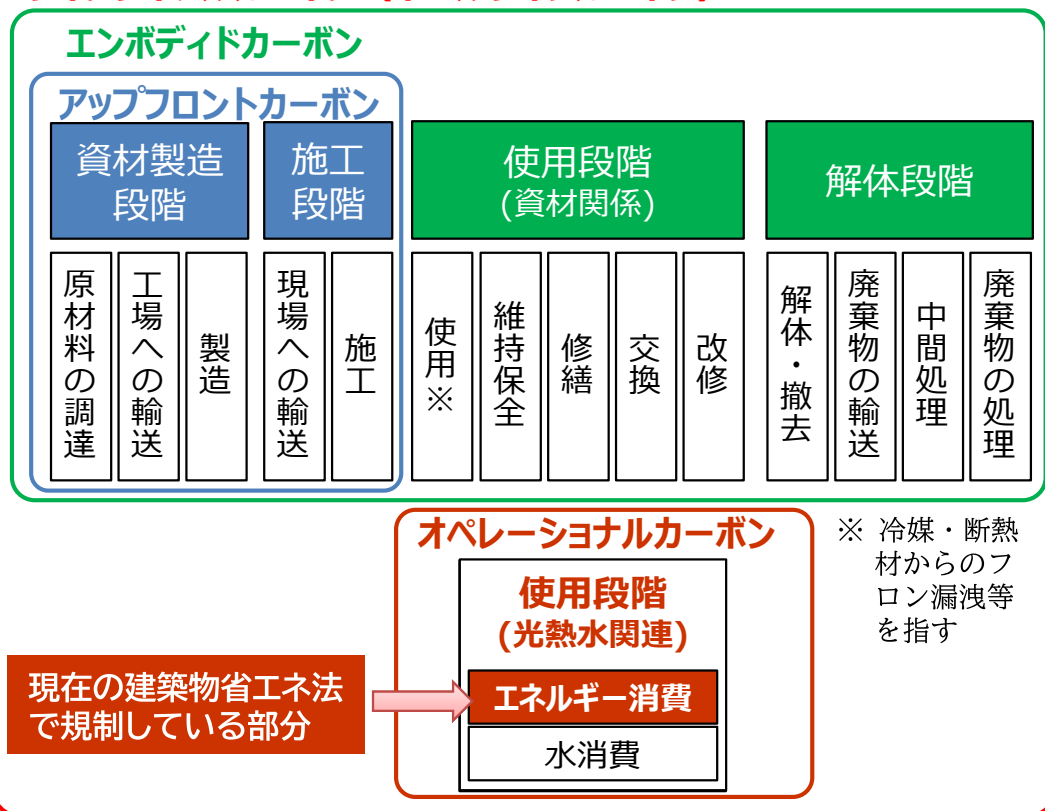 エンボディドカーボン
アップフロントカーボン
資材製造
段階
施工
段階
使用段階
(資材関係)
解体段階
原材料の調達
工場への輸送
製造
現場への輸送
施工
使用※
維持保全
修繕
交換
改修
解体・撤去
廃棄物の輸送
中間処理
廃棄物の処理
オペレーショナルカーボン
使用段階
(光熱水関連)
エネルギー消費
水消費
現在の建築物省エネ法
で規制している部分
※ 冷媒・断熱
材からのフ
ロン漏洩等
を指す